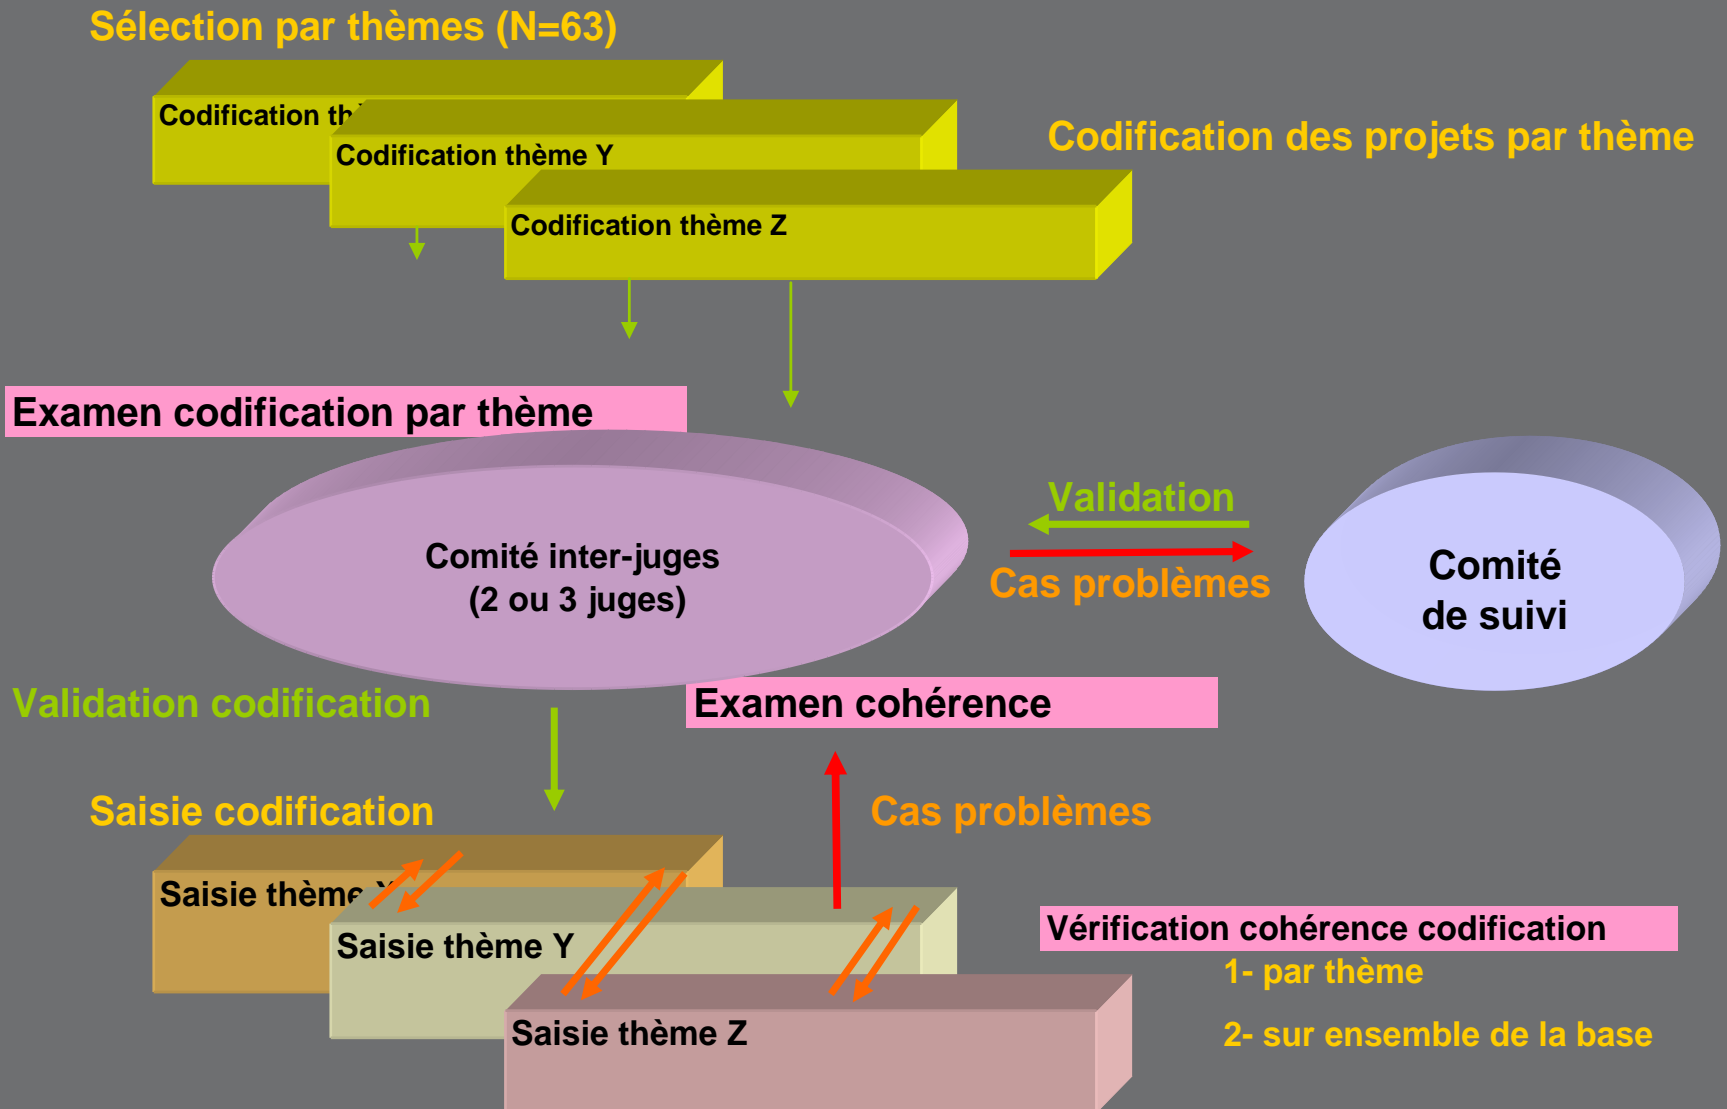 Sélection par thèmes (N=63)
Codification
Codification thème Y
Codification thème Z
Codification des projets par thème
Examen codification par thème
Comité inter-juges
(2 ou 3 juges)
Validation
Cas problèmes
Comité
de suivi
Validation codification
Examen cohérence
Saisie codification
Cas problèmes
Saisie thème
Saisie thème Y
Saisie thème Z
Vérification cohérence codification
1- par thème
2- sur ensemble de la base